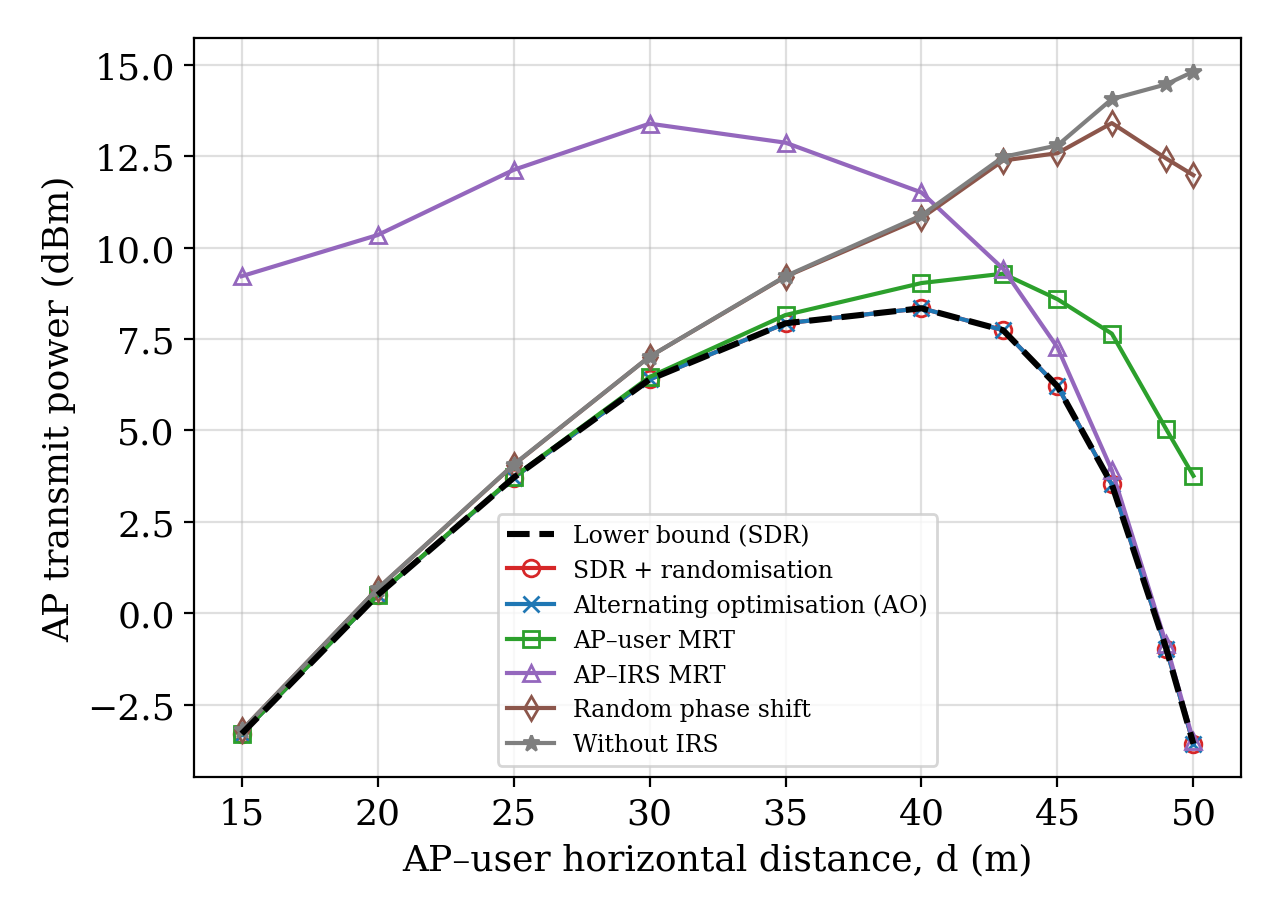 15.0
12.5
10.0
7.5
5.0
2.5
0.0
−2.5
AP transmit power (dBm)
Lower bound (SDR)
SDR + randomisation
Alternating optimisation (AO)
AP–user MRT
AP–IRS MRT
Random phase shift
Without IRS
15 20 25 30 35 40 45 50
AP–user horizontal distance, d (m)